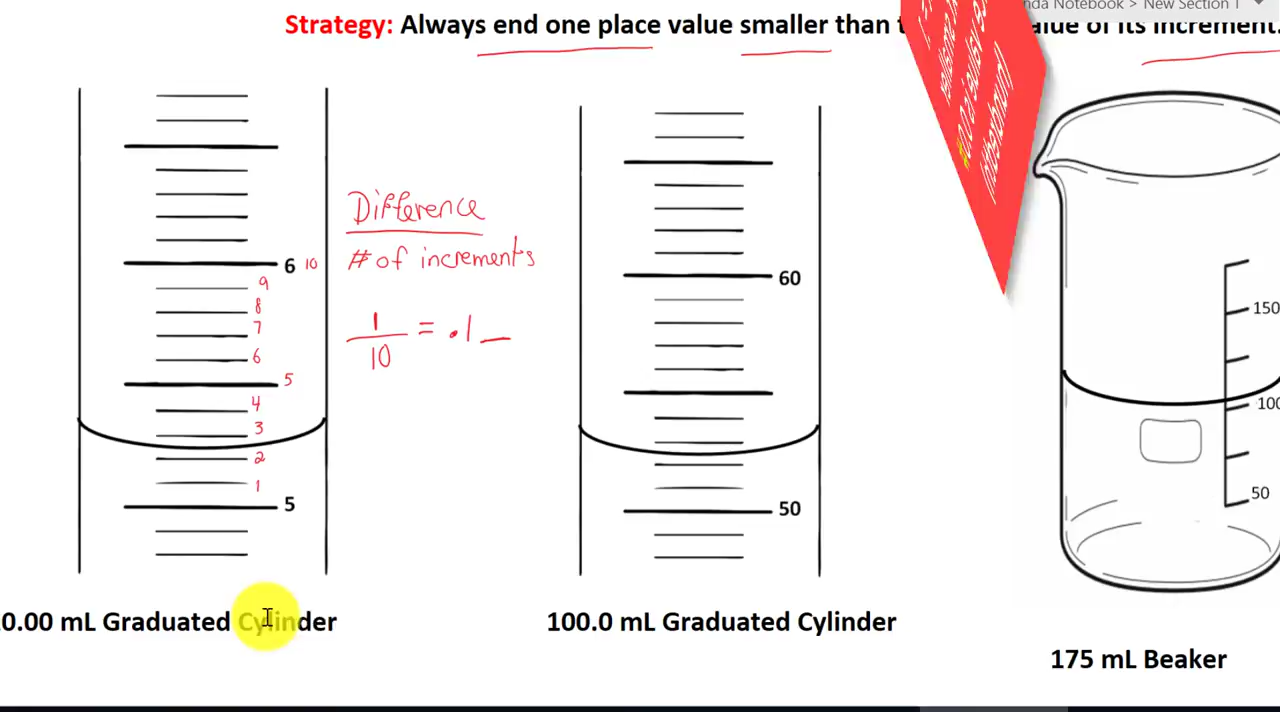 nda Notebook > New Section 1
Strategy: Always end one place value smaller than t alue of its increment.
Difference
# of increments
1/10 = .1_
6 10
9
8
7
6
5
4
3
2
1
5
60
50
150
100
50
0.00 mL Graduated Cylinder
100.0 mL Graduated Cylinder
175 mL Beaker